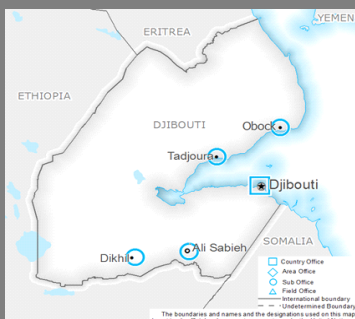 YEMEN
ERITREA
ETHIOPIA
DJIBOUTI
Obock
Tadjoura
Djibouti
SOMALIA
Ali Sabieh
Dikhil
Country Office
Area Office
Sub Office
Field Office
International boundary
Undetermined Boundary
The boundaries and names and the designations used on this map